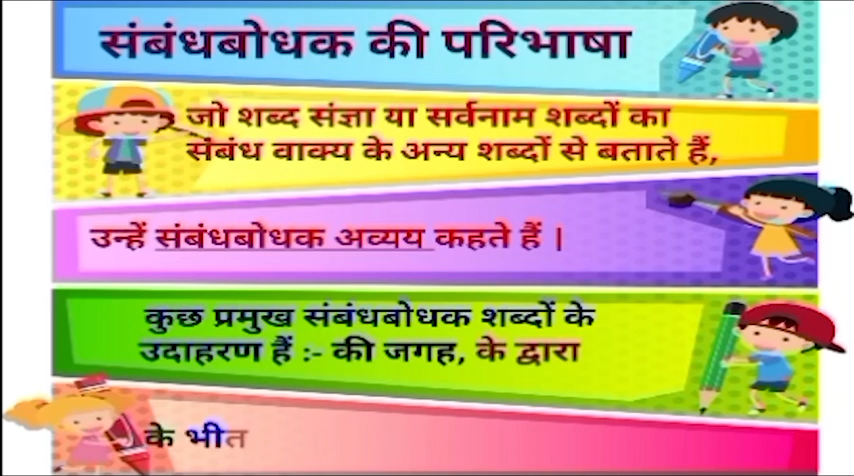 संबंधबोधक की परिभाषा
जो शब्द संज्ञा या सर्वनाम शब्दों का
संबंध वाक्य के अन्य शब्दों से बताते हैं,
उन्हें संबंधबोधक अव्यय कहते हैं |
कुछ प्रमुख संबंधबोधक शब्दों के
उदाहरण हैं :- की जगह, के द्वारा
के भीत